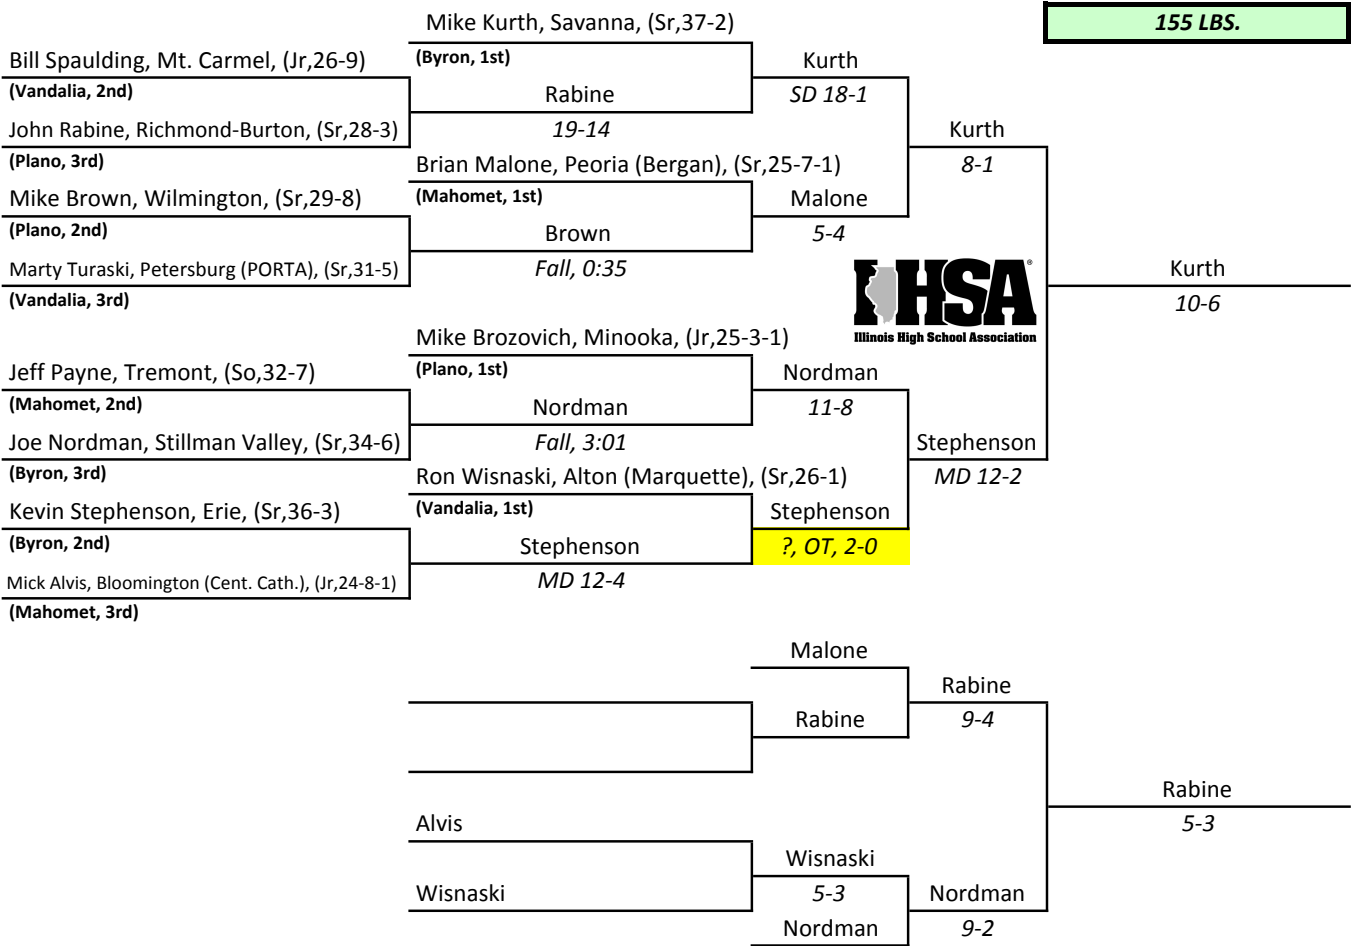 Mike Kurth, Savanna, (Sr,37-2)
155 LBS.
Bill Spaulding, Mt. Carmel, (Jr,26-9)
(Byron, 1st)
Kurth
(Vandalia, 2nd)
Rabine
SD 18-1
John Rabine, Richmond-Burton, (Sr,28-3)
19-14
Kurth
(Plano, 3rd)
Brian Malone, Peoria (Bergan), (Sr,25-7-1)
8-1
Mike Brown, Wilmington, (Sr,29-8)
(Mahomet, 1st)
Malone
(Plano, 2nd)
Brown
5-4
Marty Turaski, Petersburg (PORTA), (Sr,31-5)
Fall, 0:35
Kurth
(Vandalia, 3rd)
10-6
IHSA
Illinois High School Association
Mike Brozovich, Minooka, (Jr,25-3-1)
Jeff Payne, Tremont, (So,32-7)
(Plano, 1st)
Nordman
(Mahomet, 2nd)
Nordman
11-8
Joe Nordman, Stillman Valley, (Sr,34-6)
Fall, 3:01
Stephenson
(Byron, 3rd)
Ron Wisnaski, Alton (Marquette), (Sr,26-1)
MD 12-2
Kevin Stephenson, Erie, (Sr,36-3)
(Vandalia, 1st)
Stephenson
(Byron, 2nd)
Stephenson
?, OT, 2-0
Mick Alvis, Bloomington (Cent. Cath.), (Jr,24-8-1)
MD 12-4
(Mahomet, 3rd)
Malone
Rabine
Rabine
9-4
Rabine
Alvis
5-3
Wisnaski
Wisnaski
5-3
Nordman
Nordman
9-2